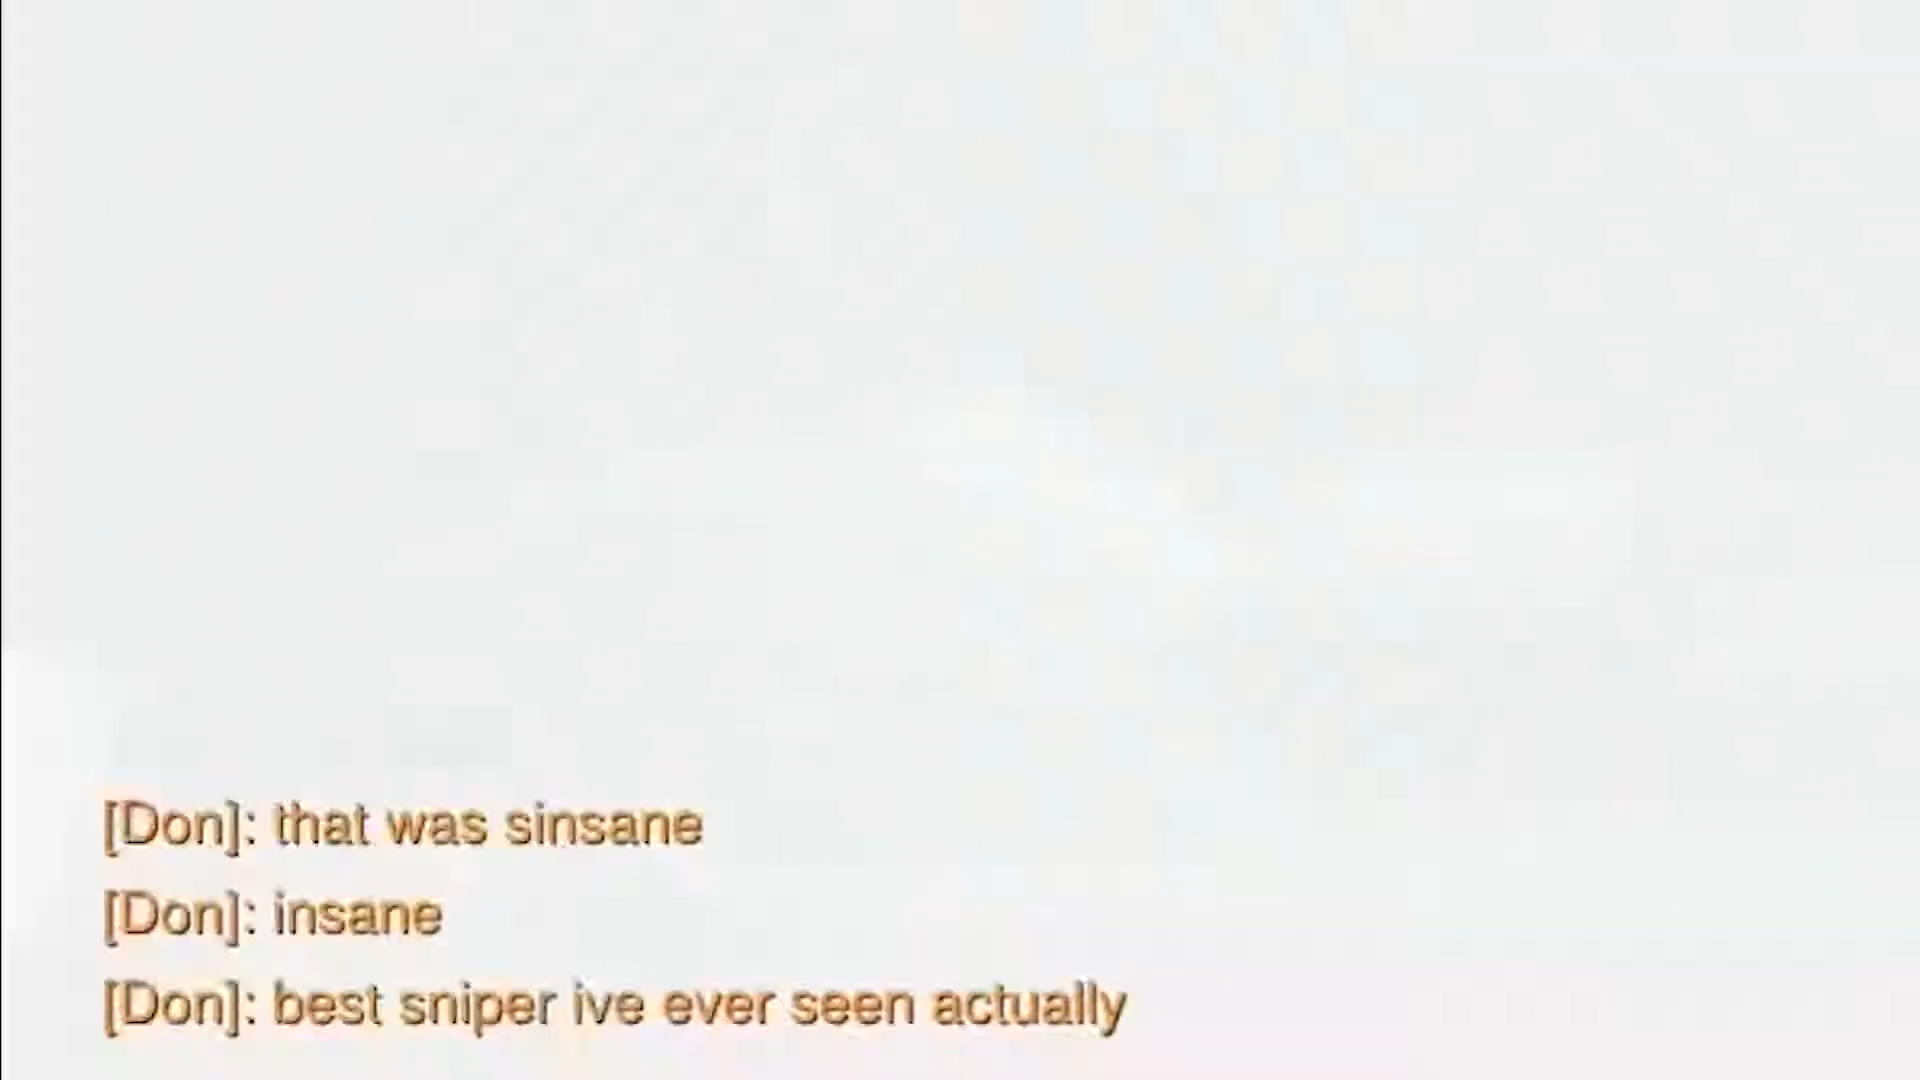 [Don]: that was sinsane
[Don]: insane
[Don]: best sniper ive ever seen actually